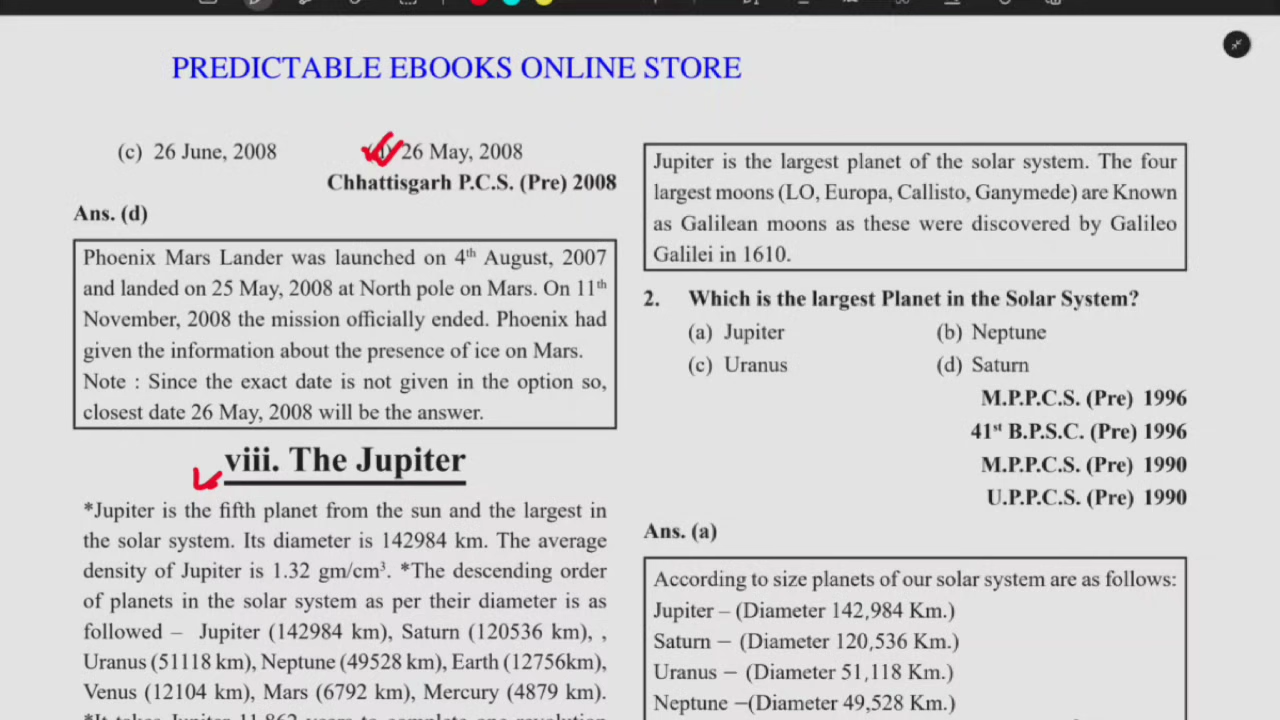 PREDICTABLE EBOOKS ONLINE STORE
(c) 26 June, 2008 26 May, 2008
Chhattisgarh P.C.S. (Pre) 2008
Ans. (d)
Phoenix Mars Lander was launched on 4th August, 2007
and landed on 25 May, 2008 at North pole on Mars. On 11th
November, 2008 the mission officially ended. Phoenix had
given the information about the presence of ice on Mars.
Note : Since the exact date is not given in the option so,
closest date 26 May, 2008 will be the answer.
viii. The Jupiter
*Jupiter is the fifth planet from the sun and the largest in
the solar system. Its diameter is 142984 km. The average
density of Jupiter is 1.32 gm/cm³. *The descending order
of planets in the solar system as per their diameter is as
followed – Jupiter (142984 km), Saturn (120536 km), ,
Uranus (51118 km), Neptune (49528 km), Earth (12756km),
Venus (12104 km), Mars (6792 km), Mercury (4879 km).
*It takes Jupiter 11.862 years to complete one revolution
Jupiter is the largest planet of the solar system. The four
largest moons (LO, Europa, Callisto, Ganymede) are Known
as Galilean moons as these were discovered by Galileo
Galilei in 1610.
2. Which is the largest Planet in the Solar System?
(a) Jupiter (b) Neptune
(c) Uranus (d) Saturn
M.P.P.C.S. (Pre) 1996
41st B.P.S.C. (Pre) 1996
M.P.P.C.S. (Pre) 1990
U.P.P.C.S. (Pre) 1990
Ans. (a)
According to size planets of our solar system are as follows:
Jupiter – (Diameter 142,984 Km.)
Saturn – (Diameter 120,536 Km.)
Uranus – (Diameter 51,118 Km.)
Neptune –(Diameter 49,528 Km.)